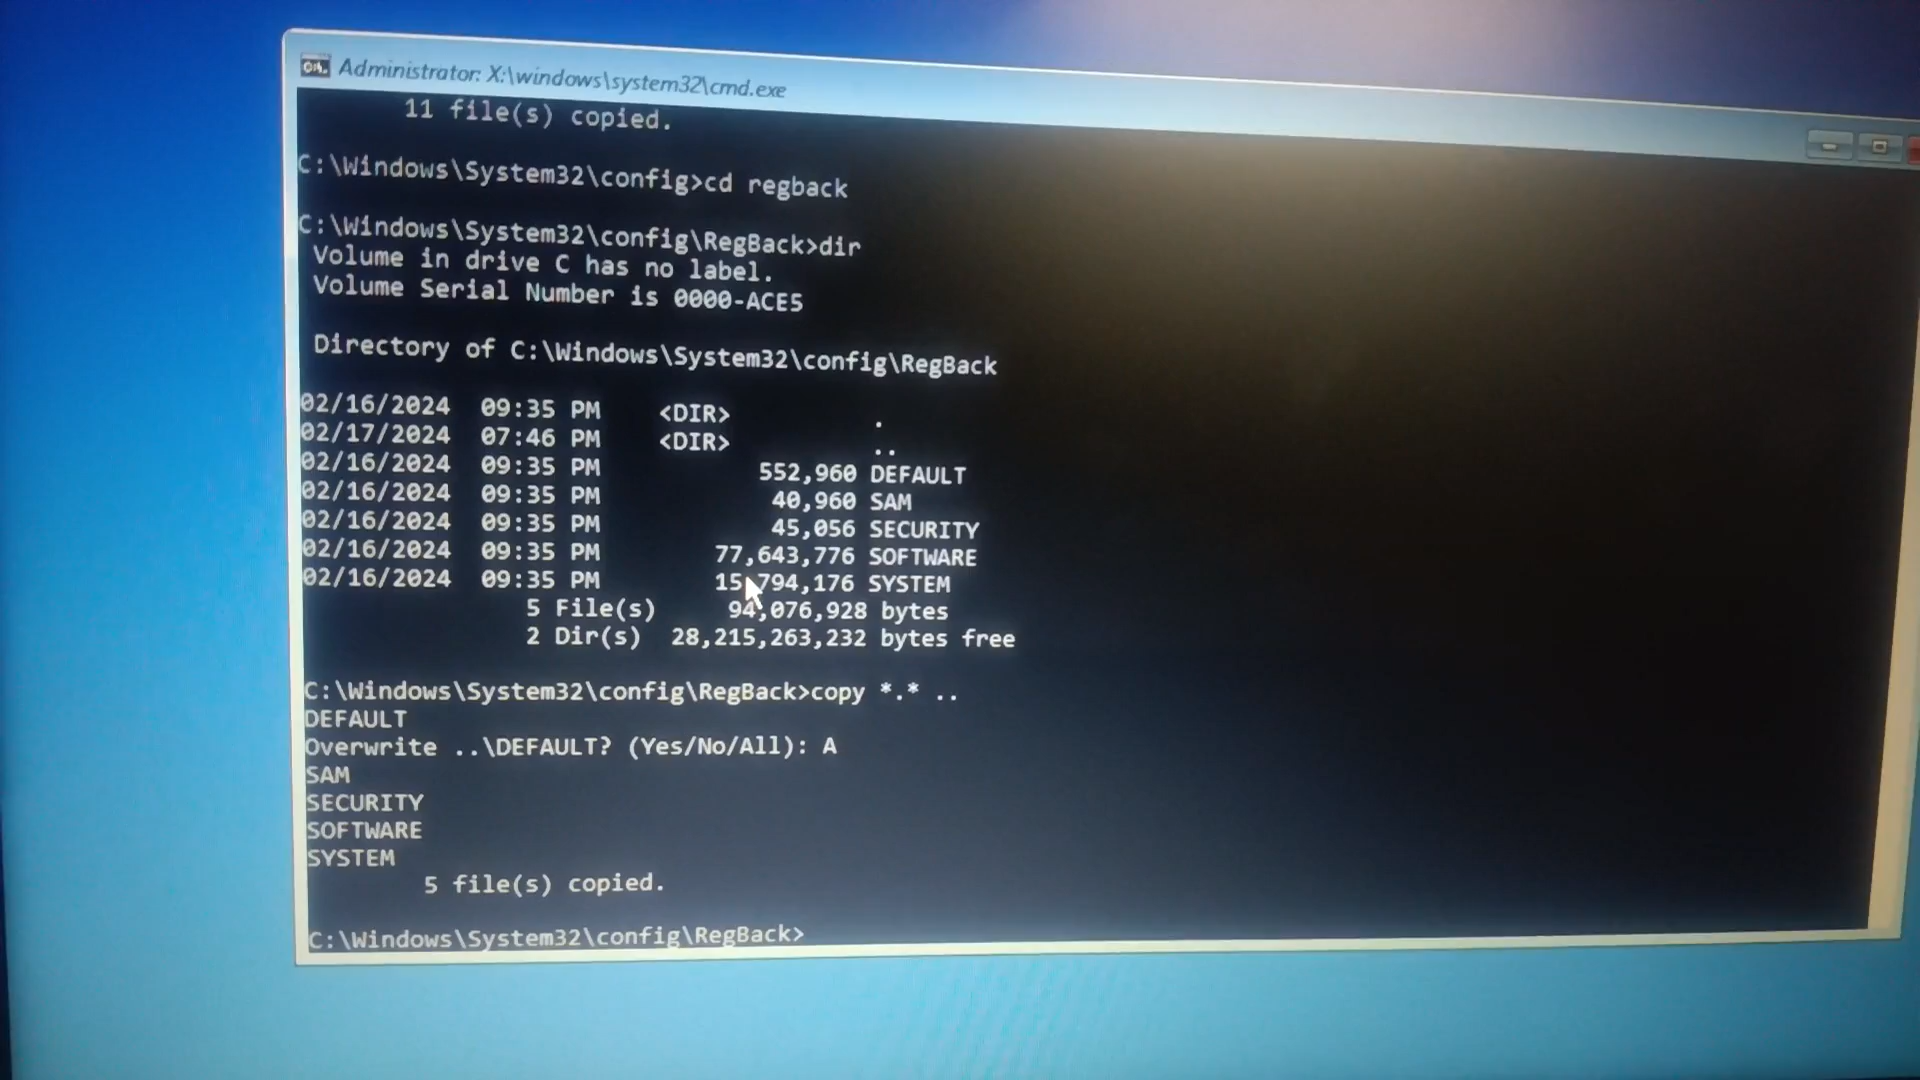 Administrator: X:\windows\system32\cmd.exe
11 file(s) copied.
C:\Windows\System32\config>cd regback
C:\Windows\System32\config\RegBack>dir
Volume in drive C has no label.
Volume Serial Number is 0000-ACE5
Directory of C:\Windows\System32\config\RegBack
02/16/2024 09:35 PM <DIR> .
02/17/2024 07:46 PM <DIR> ..
02/16/2024 09:35 PM 552,960 DEFAULT
02/16/2024 09:35 PM 40,960 SAM
02/16/2024 09:35 PM 45,056 SECURITY
02/16/2024 09:35 PM 77,643,776 SOFTWARE
02/16/2024 09:35 PM 15,794,176 SYSTEM
5 File(s) 94,076,928 bytes
2 Dir(s) 28,215,263,232 bytes free
C:\Windows\System32\config\RegBack>copy *.* ..
DEFAULT
Overwrite ..\DEFAULT? (Yes/No/All): A
SAM
SECURITY
SOFTWARE
SYSTEM
5 file(s) copied.
C:\Windows\System32\config\RegBack>